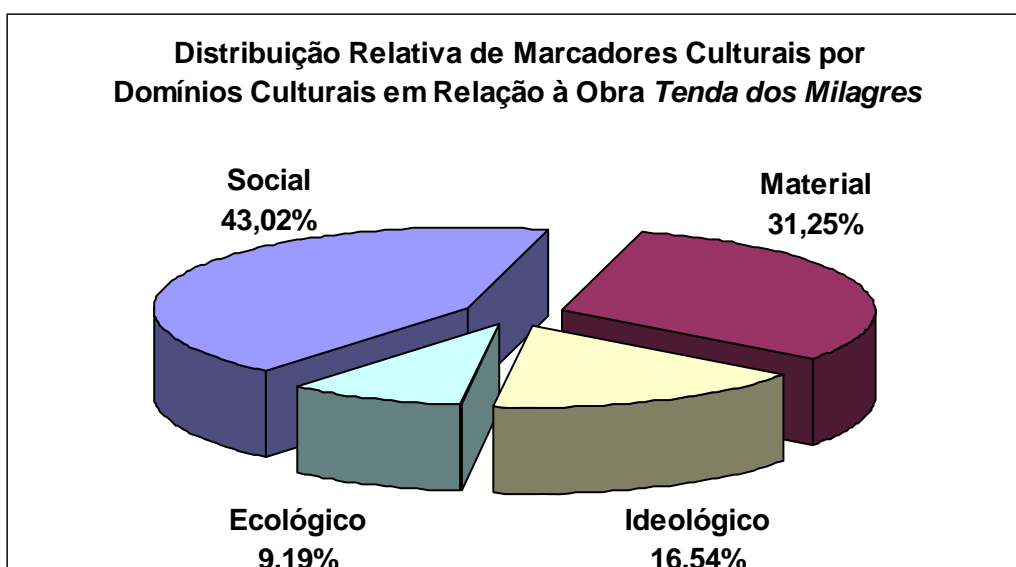 Distribuição Relativa de Marcadores Culturais por
Domínios Culturais em Relação à Obra Tenda dos Milagres
Social
43,02%
Material
31,25%
Ecológico
9,19%
Ideológico
16,54%